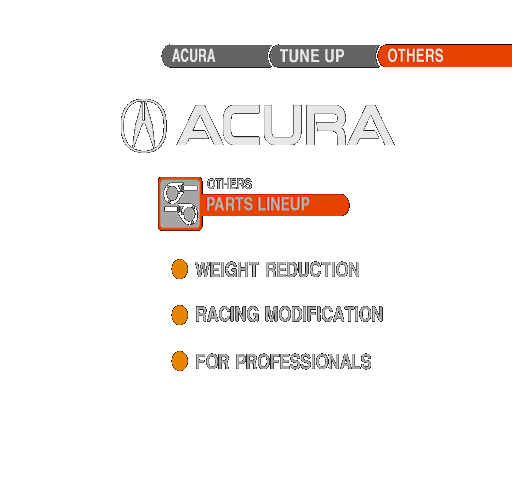 ACURA TUNE UP OTHERS
ACURA
OTHERS
PARTS LINEUP
WEIGHT REDUCTION
RACING MODIFICATION
FOR PROFESSIONALS